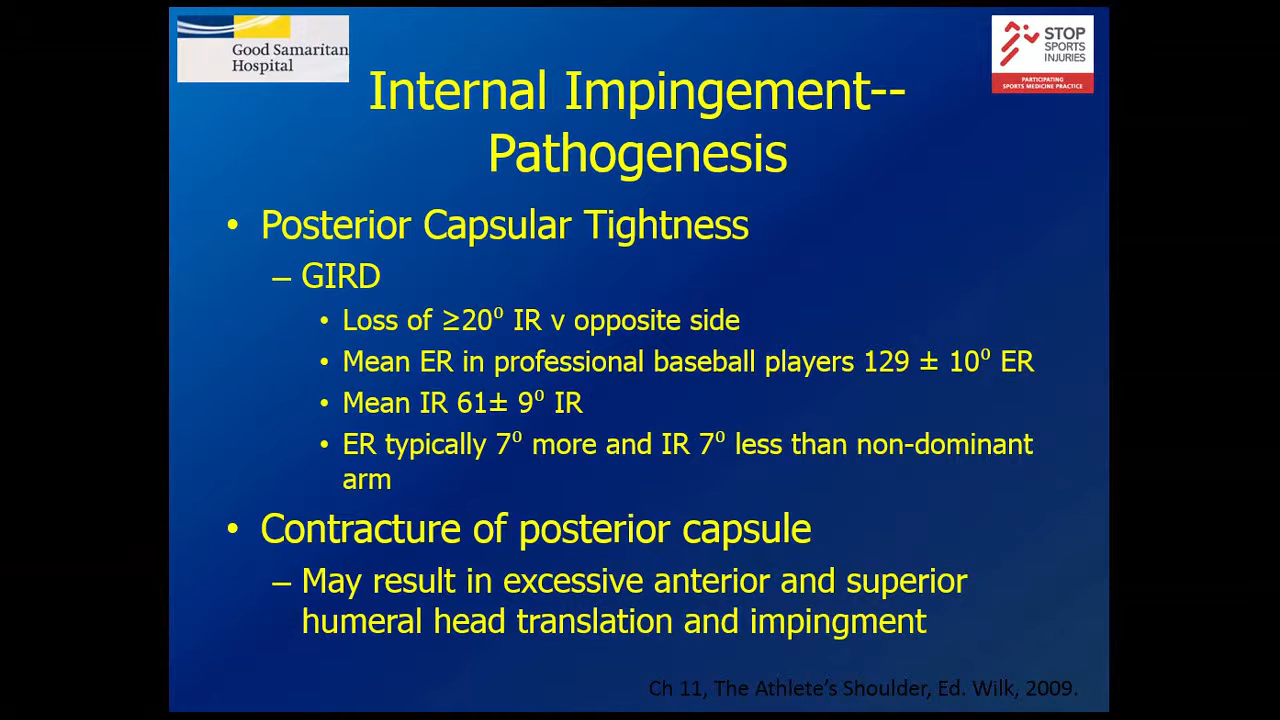 Good Samaritan
Hospital
STOP
SPORTS
INJURIES
PARTICIPATING
SPORTS MEDICINE PRACTICE
Internal Impingement--
Pathogenesis
• Posterior Capsular Tightness
– GIRD
• Loss of ≥20⁰ IR v opposite side
• Mean ER in professional baseball players 129 ± 10⁰ ER
• Mean IR 61± 9⁰ IR
• ER typically 7⁰ more and IR 7⁰ less than non-dominant
arm
• Contracture of posterior capsule
– May result in excessive anterior and superior
humeral head translation and impingment
Ch 11, The Athlete's Shoulder, Ed. Wilk, 2009.